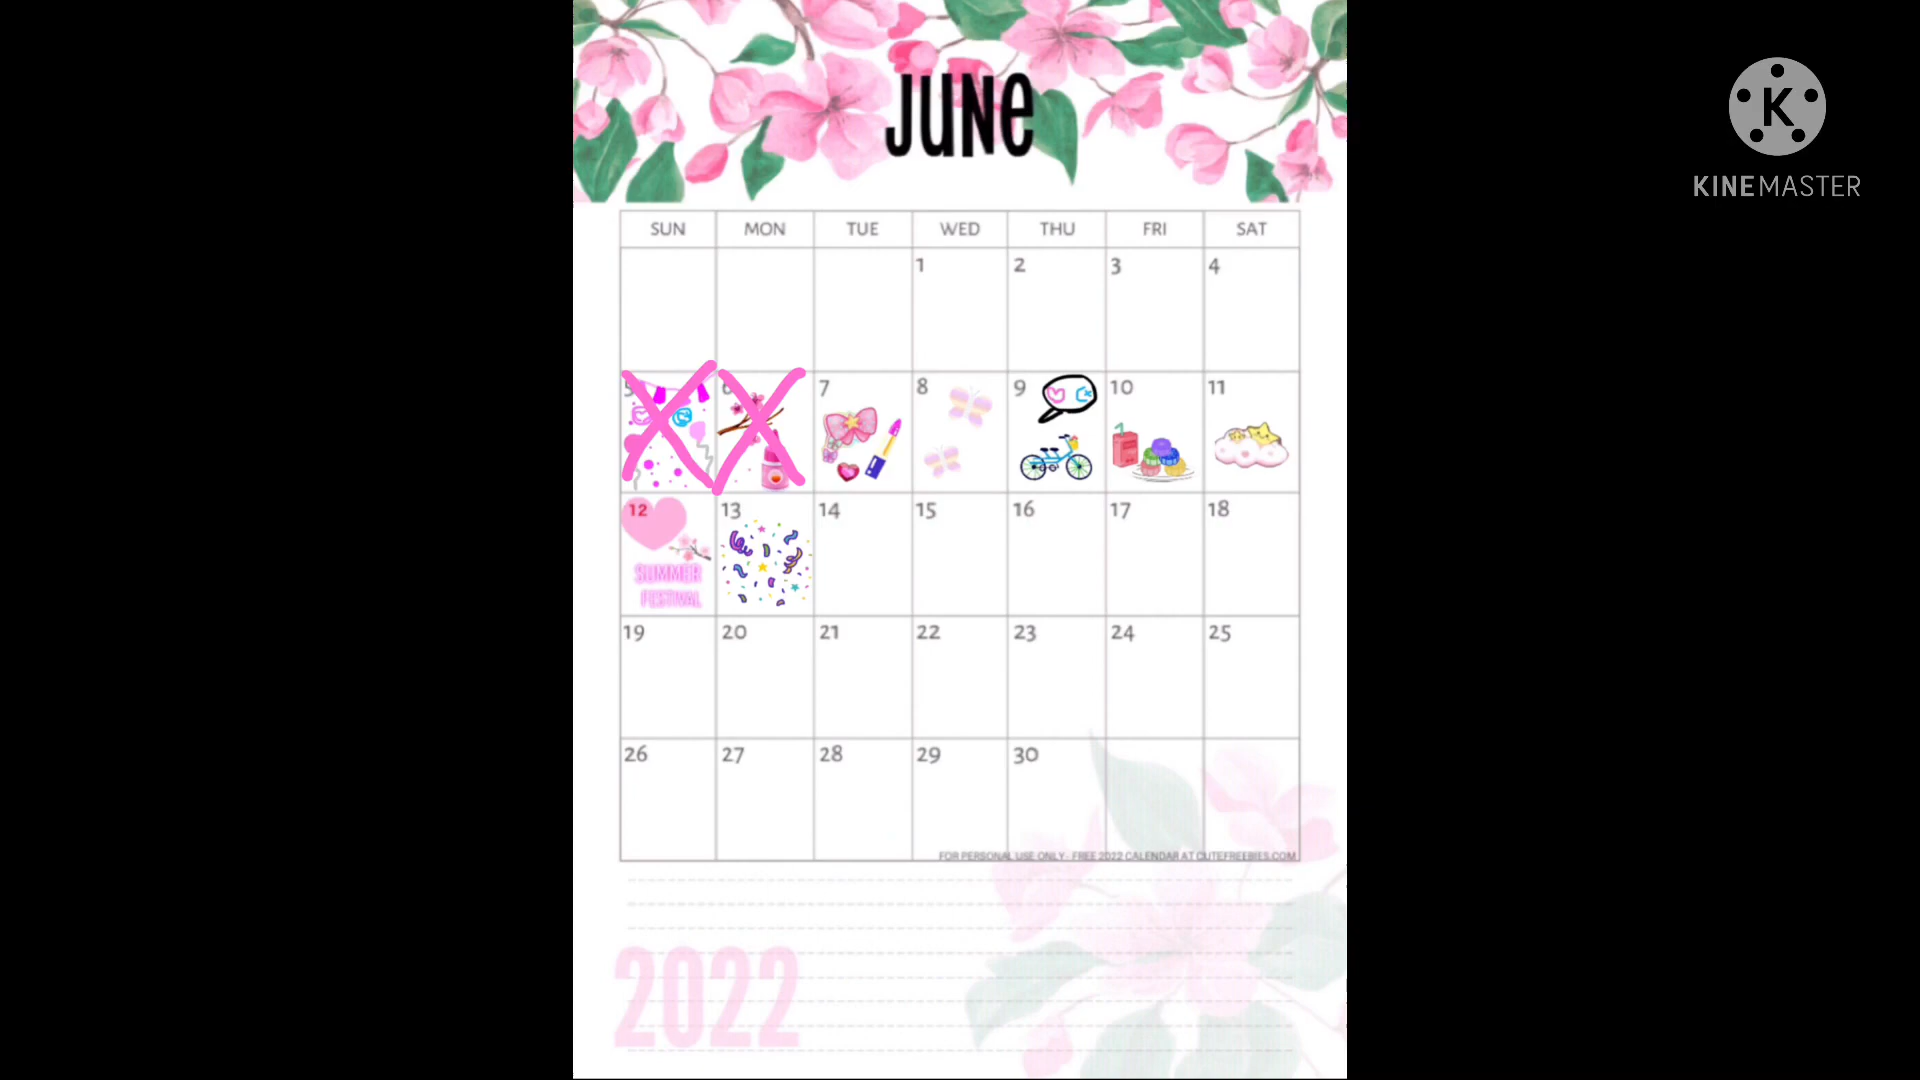 JUNE
K
KINEMASTER
SUN MON TUE WED THU FRI SAT
1 2 3 4
5 6 7 8 9 10 11
12 13 14 15 16 17 18
SUMMER
FESTIVAL
19 20 21 22 23 24 25
26 27 28 29 30
FOR PERSONAL USE ONLY - FREE 2022 CALENDAR AT CUTEFREEBIES.COM
2022